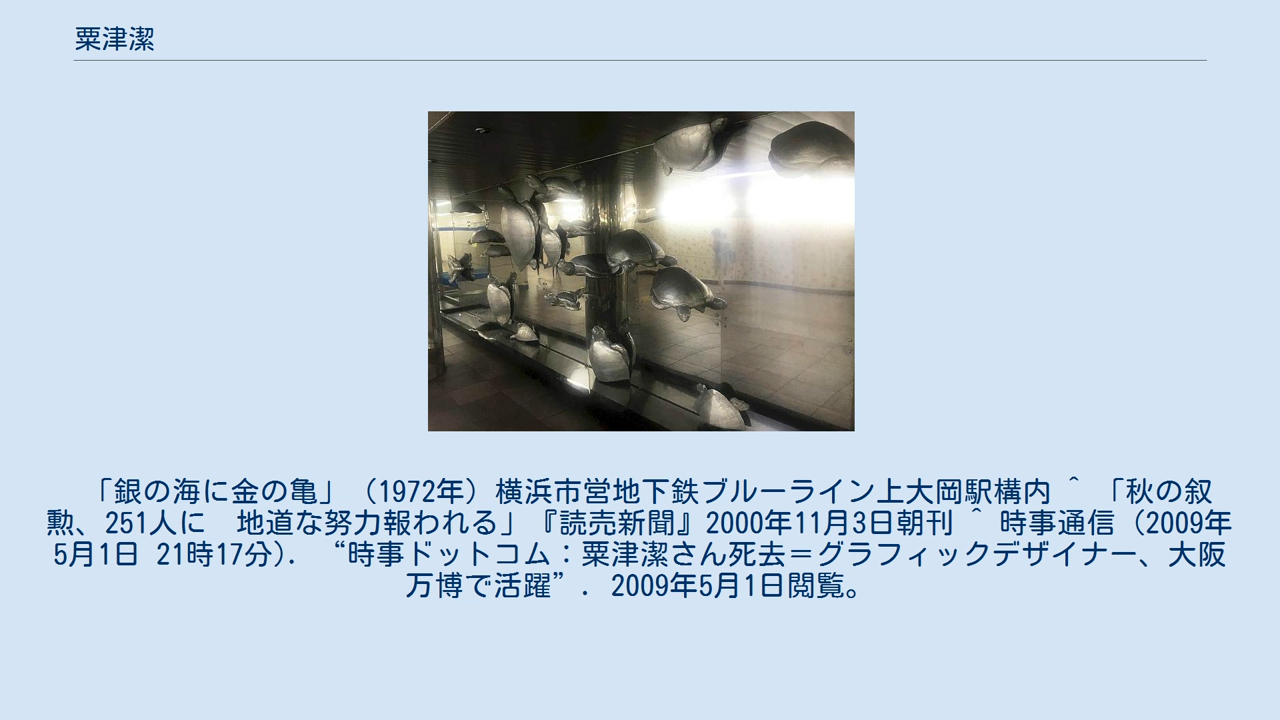 粟津潔
「銀の海に金の亀」（1972年）横浜市営地下鉄ブルーライン上大岡駅構内 ^ 「秋の叙
勲、251人に　地道な努力報われる」『読売新聞』2000年11月3日朝刊 ^ 時事通信（2009年
5月1日 21時17分）. “時事ドットコム：粟津潔さん死去＝グラフィックデザイナー、大阪
万博で活躍”. 2009年5月1日閲覧。